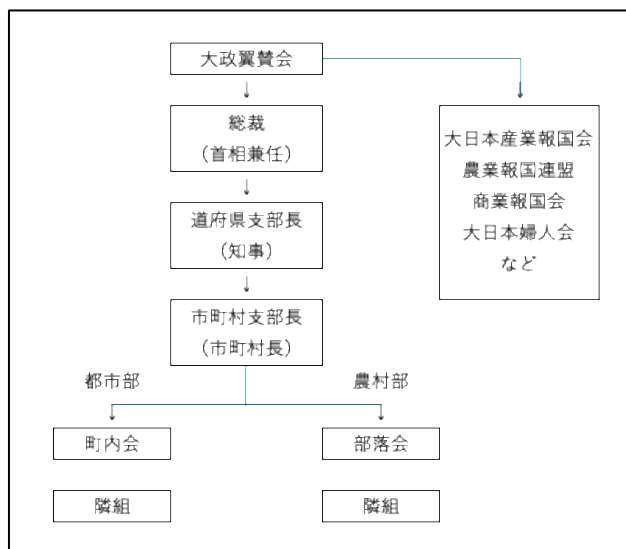 大政翼賛会
総裁
(首相兼任)
道府県支部長
(知事)
市町村支部長
(市町村長)
大日本産業報国会
農業報国連盟
商業報国会
大日本婦人会
など
都市部
農村部
町内会
部落会
隣組
隣組